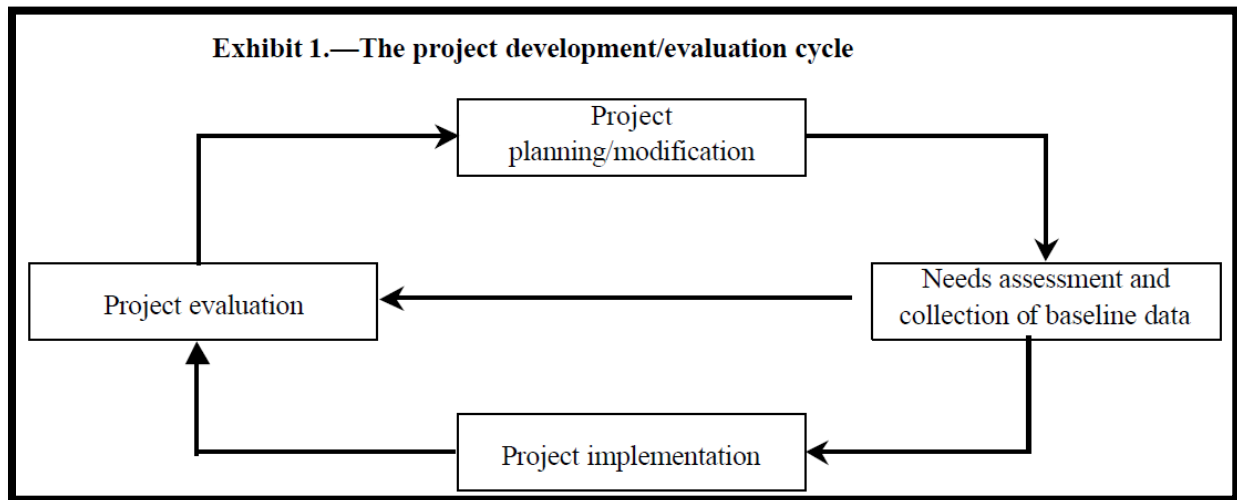 Exhibit 1.—The project development/evaluation cycle
Project
planning/modification
Project evaluation
Needs assessment and
collection of baseline data
Project implementation